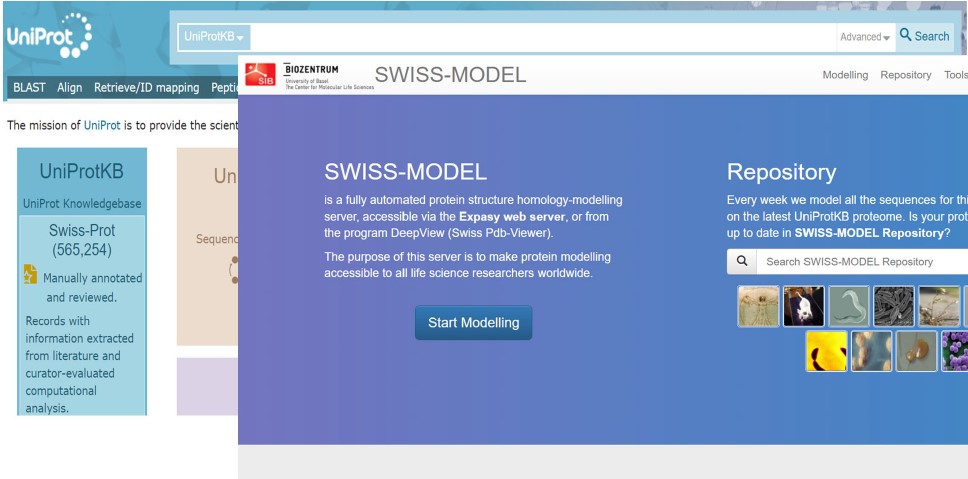 UniProt
UniProtKB
Advanced
Search
BLAST Align Retrieve/ID mapping Pepti
The mission of UniProt is to provide the scient
UniProtKB
UniProt Knowledgebase
Swiss-Prot
(565,254)
Manually annotated
and reviewed.
Records with
information extracted
from literature and
curator-evaluated
computational
analysis.
Un
Sequenc
SIB
BIOZENTRUM
University of Basel
The Center for Molecular Life Sciences
SWISS-MODEL
Modelling Repository Tools
SWISS-MODEL
is a fully automated protein structure homology-modelling
server, accessible via the Expasy web server, or from
the program DeepView (Swiss Pdb-Viewer).
The purpose of this server is to make protein modelling
accessible to all life science researchers worldwide.
Start Modelling
Repository
Every week we model all the sequences for thi
on the latest UniProtKB proteome. Is your prot
up to date in SWISS-MODEL Repository?
Search SWISS-MODEL Repository